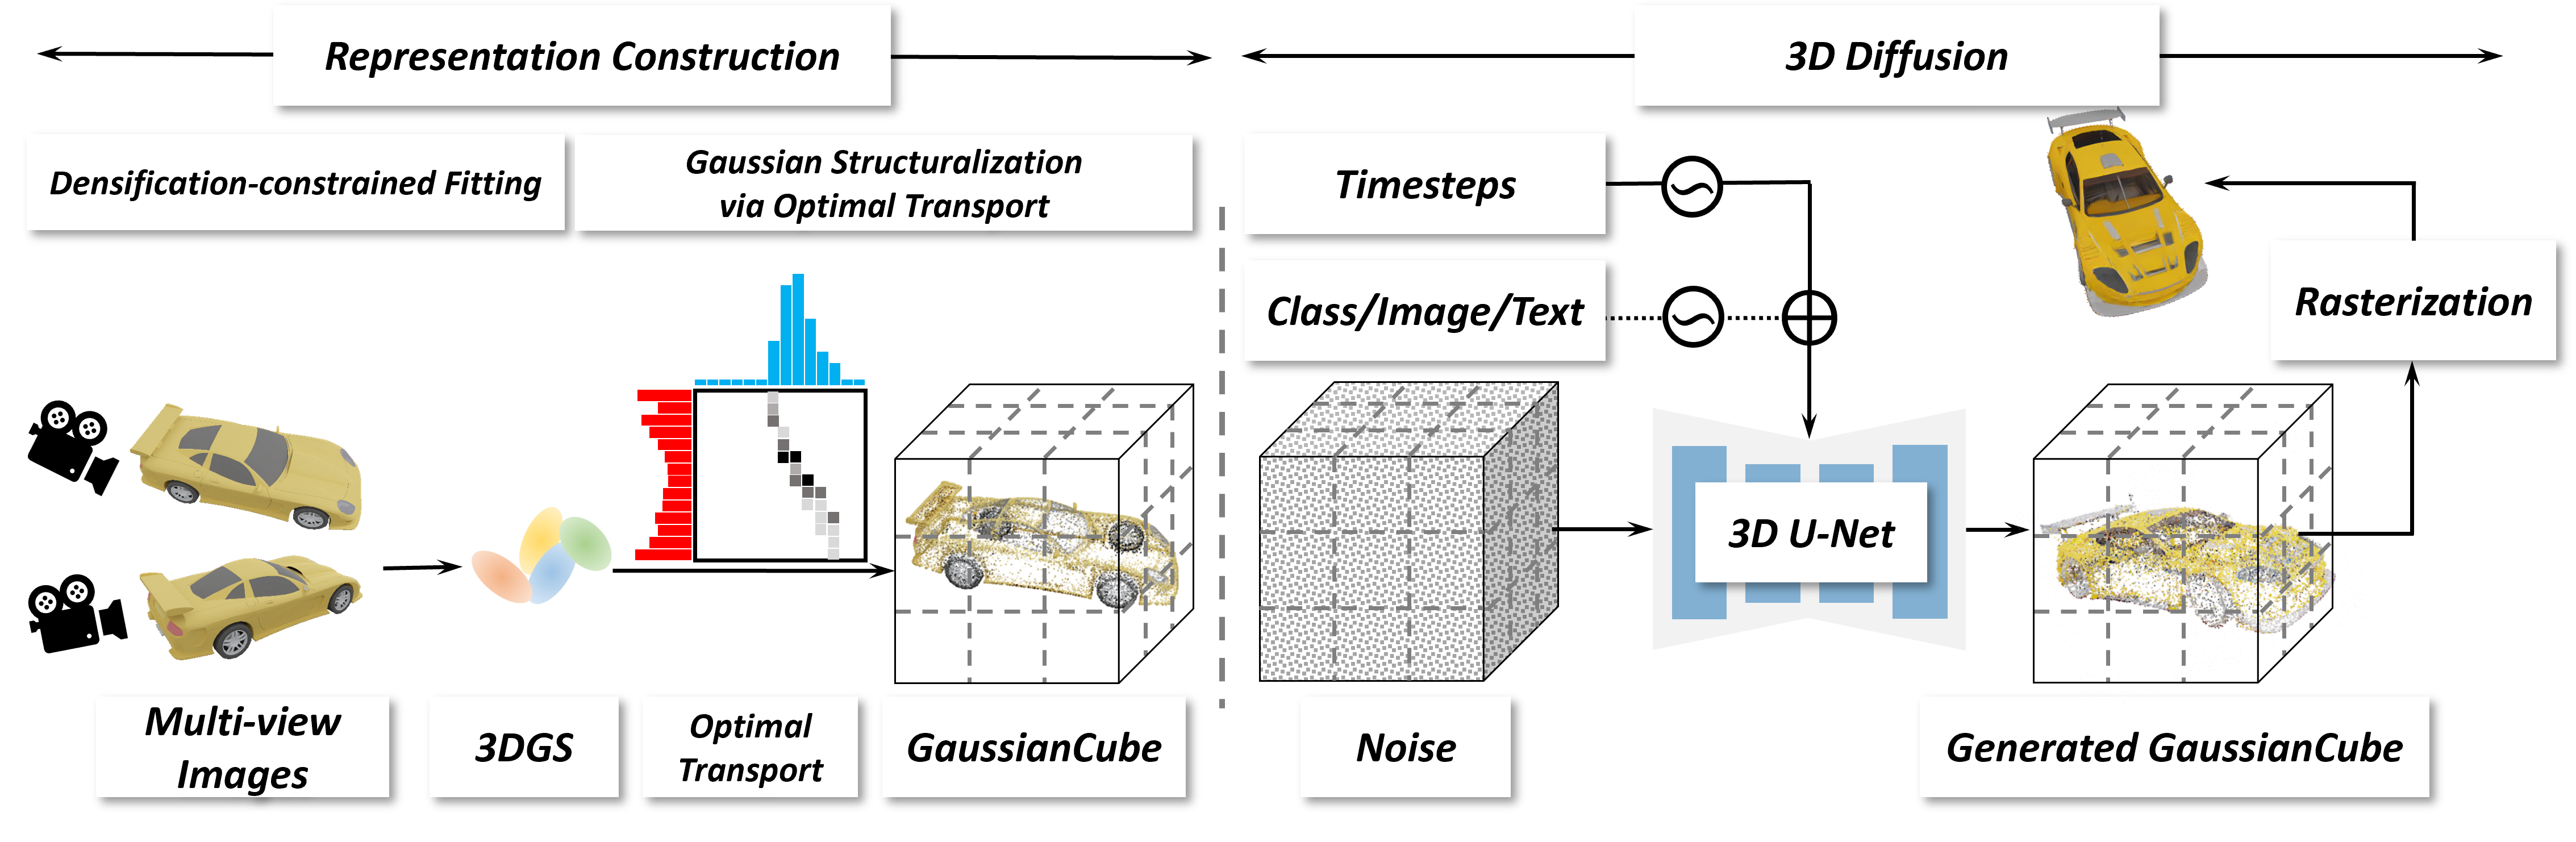 Representation Construction
3D Diffusion
Densification-constrained Fitting
Gaussian Structuralization
via Optimal Transport
Timesteps
Class/Image/Text
Rasterization
3D U-Net
Multi-view
Images
3DGS
Optimal
Transport
GaussianCube
Noise
Generated GaussianCube